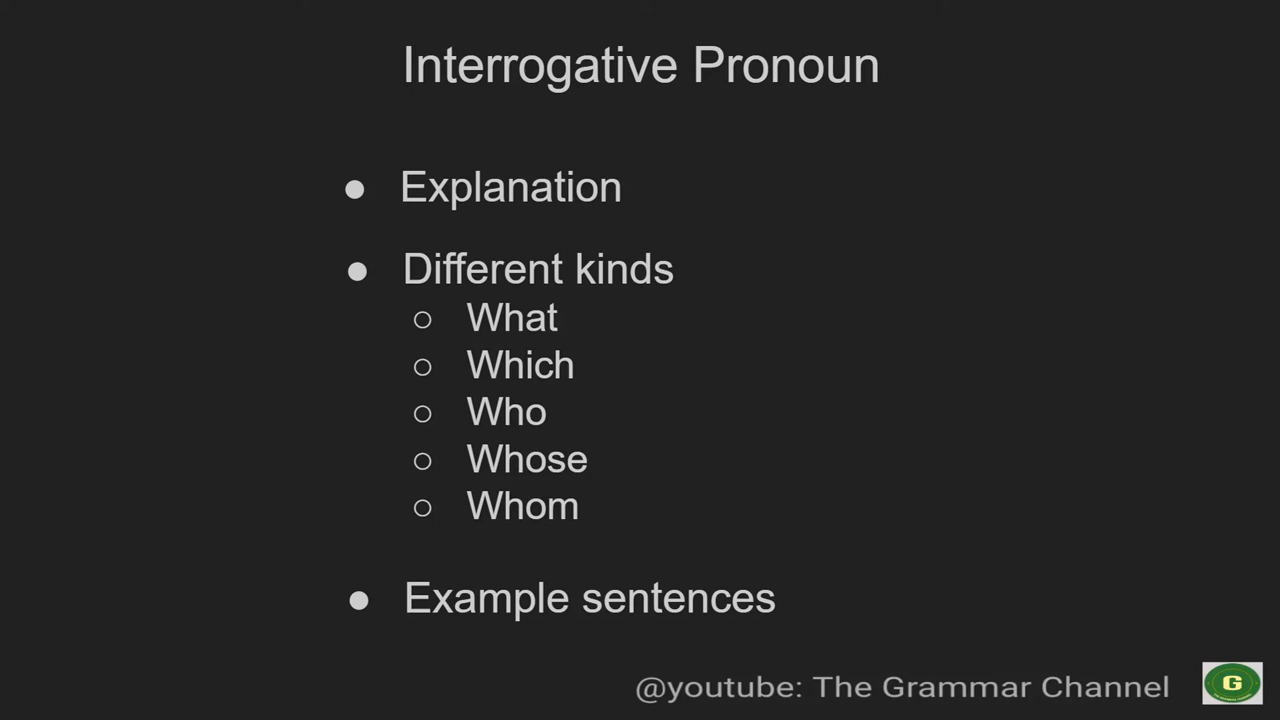 Interrogative Pronoun
● Explanation
● Different kinds
○ What
○ Which
○ Who
○ Whose
○ Whom
● Example sentences
@youtube: The Grammar Channel
G